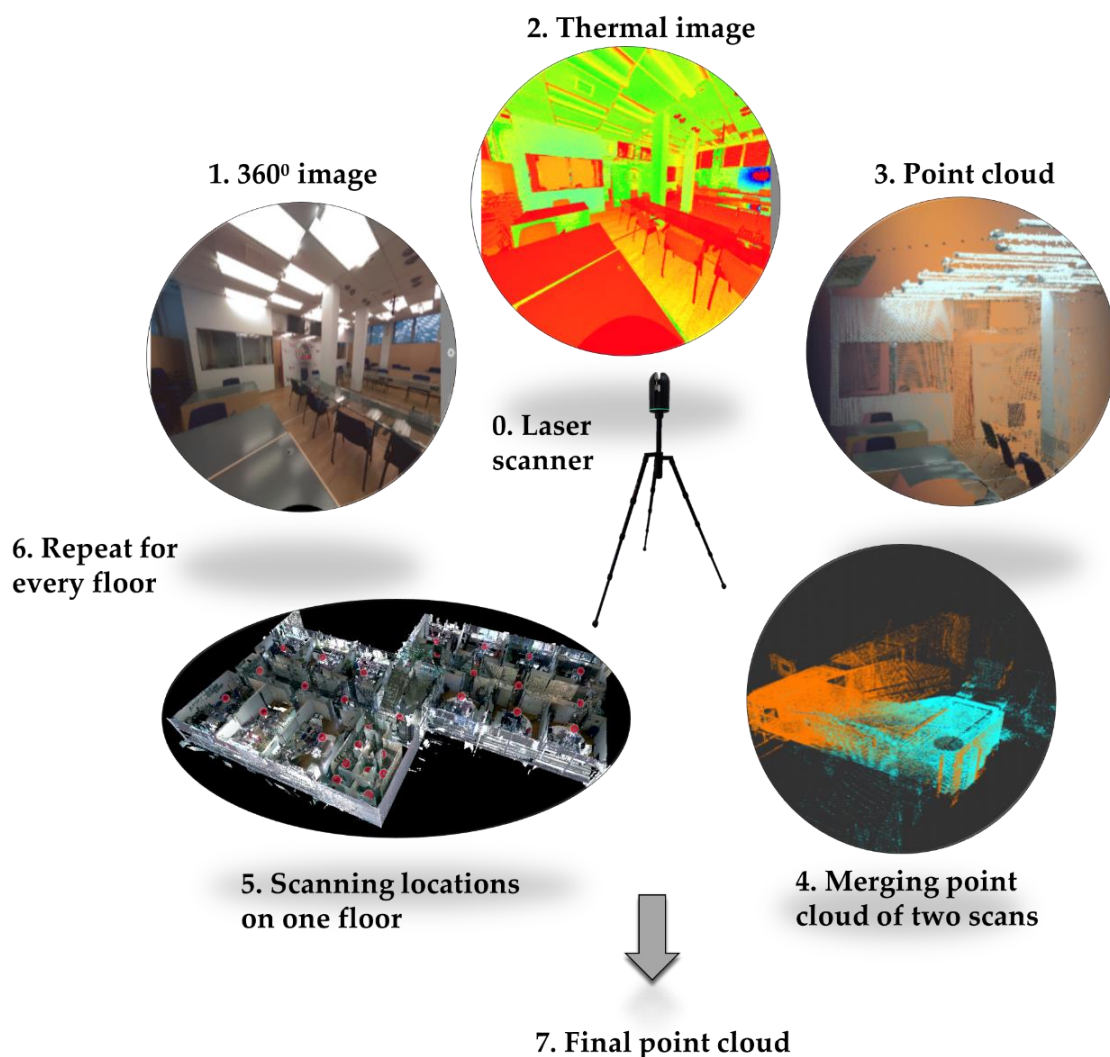 2. Thermal image
1. 360⁰ image
3. Point cloud
0. Laser
scanner
6. Repeat for
every floor
5. Scanning locations
on one floor
4. Merging point
cloud of two scans
7. Final point cloud